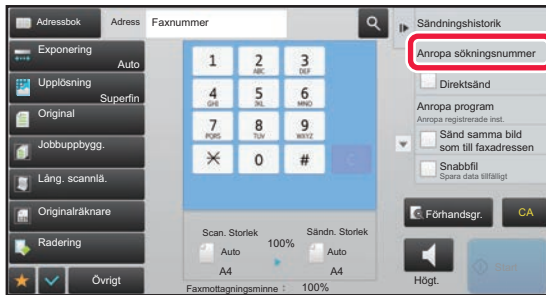 Adressbok
Adress
Faxnummer
Exponering
Auto
Upplösning
Superfin
Original
Jobbuppbygg.
Lång. scannlä.
Originalräknare
Radering
Övrigt
1
2
ABC
3
DEF
4
GHI
5
JKL
6
MNO
7
PQRS
8
TUV
9
WXYZ
0
#
C
Scan. Storlek
100%
Sändn. Storlek
Auto
Auto
A4
A4
Faxmottagningsminne : 100%
Sändningshistorik
Anropa sökningsnummer
Direktsänd
Anropa program
Anropa registrerade inst.
Sänd samma bild
som till faxadressen
Snabbfil
Spara data tillfälligt
Förhandsgr.
CA
Högt.
Start